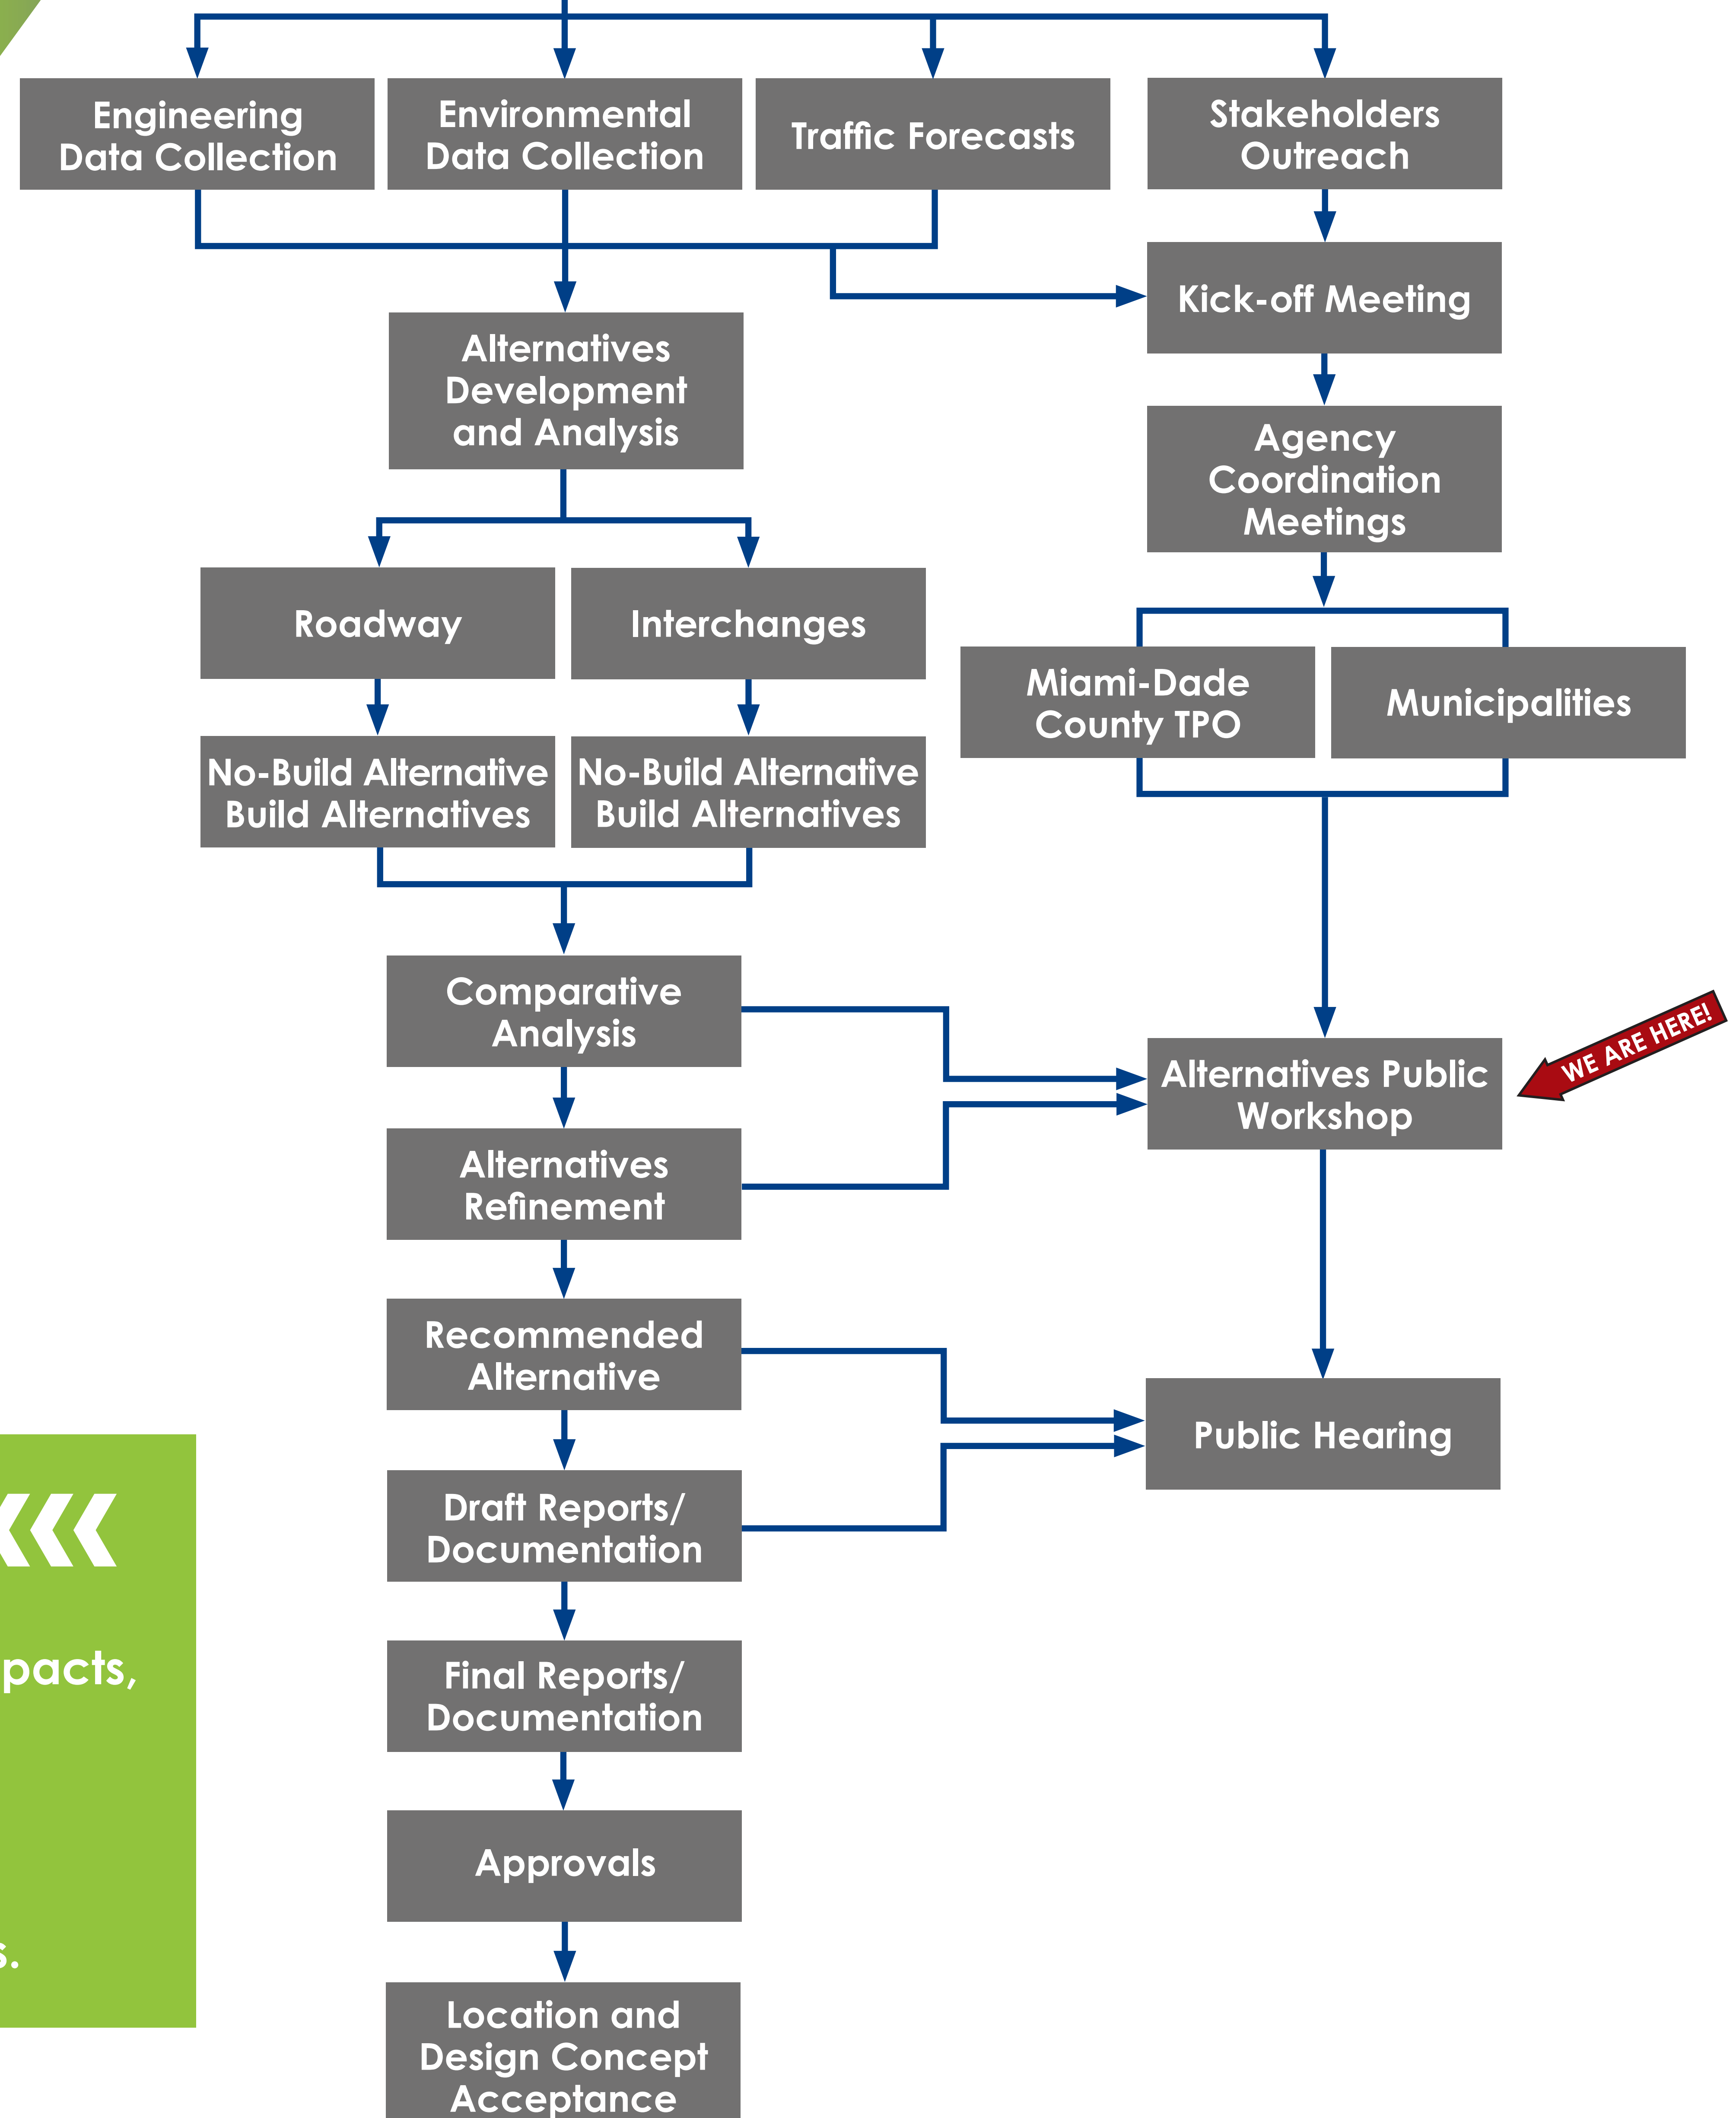 Engineering
Data Collection
Environmental
Data Collection
Traffic Forecasts
Stakeholders
Outreach
Kick-off Meeting
Alternatives
Development
and Analysis
Agency
Coordination
Meetings
Roadway
Interchanges
Miami-Dade
County TPO
Municipalities
No-Build Alternative
Build Alternatives
No-Build Alternative
Build Alternatives
Comparative
Analysis
WE ARE HERE!
Alternatives Public
Workshop
Alternatives
Refinement
Recommended
Alternative
Public Hearing
Draft Reports/
Documentation
pacts,
Final Reports/
Documentation
Approvals
s.
Location and
Design Concept
Acceptance